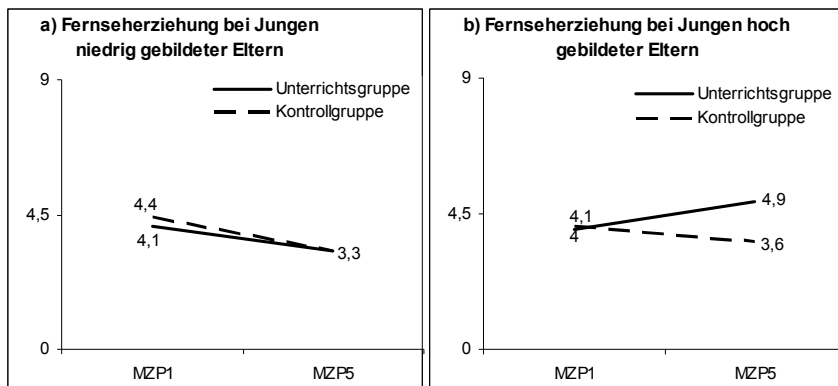 a) Fernseherziehung bei Jungen
niedrig gebildeter Eltern
9
Unterrichtsgruppe
Kontrollgruppe
4,5
4,4
4,1
3,3
0
MZP1
MZP5
b) Fernseherziehung bei Jungen hoch
gebildeter Eltern
9
Unterrichtsgruppe
Kontrollgruppe
4,5
4,1
4
4,9
3,6
0
MZP1
MZP5